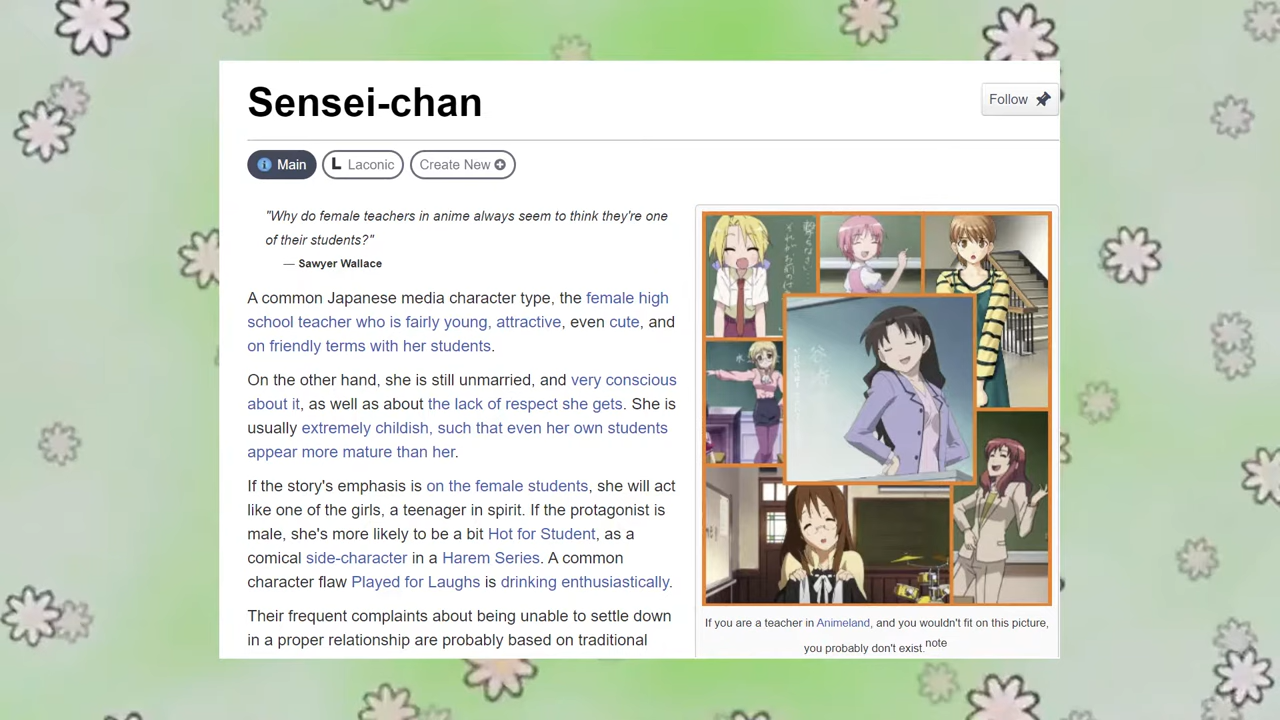 Sensei-chan
Follow
Main
Laconic
Create New
"Why do female teachers in anime always seem to think they're one
of their students?"
— Sawyer Wallace
A common Japanese media character type, the female high
school teacher who is fairly young, attractive, even cute, and
on friendly terms with her students.
On the other hand, she is still unmarried, and very conscious
about it, as well as about the lack of respect she gets. She is
usually extremely childish, such that even her own students
appear more mature than her.
If the story's emphasis is on the female students, she will act
like one of the girls, a teenager in spirit. If the protagonist is
male, she's more likely to be a bit Hot for Student, as a
comical side-character in a Harem Series. A common
character flaw Played for Laughs is drinking enthusiastically.
Their frequent complaints about being unable to settle down
in a proper relationship are probably based on traditional
If you are a teacher in Animeland, and you wouldn't fit on this picture,
you probably don't exist.note